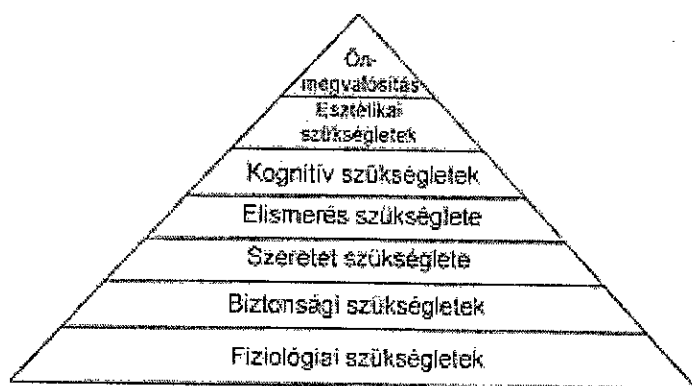 Ön-
megvalósítás
Esztétikai
szükségletek
Kognitív szükségletek
Elismerés szükséglete
Szeretet szükséglete
Biztonsági szükségletek
Fiziológiai szükségletek